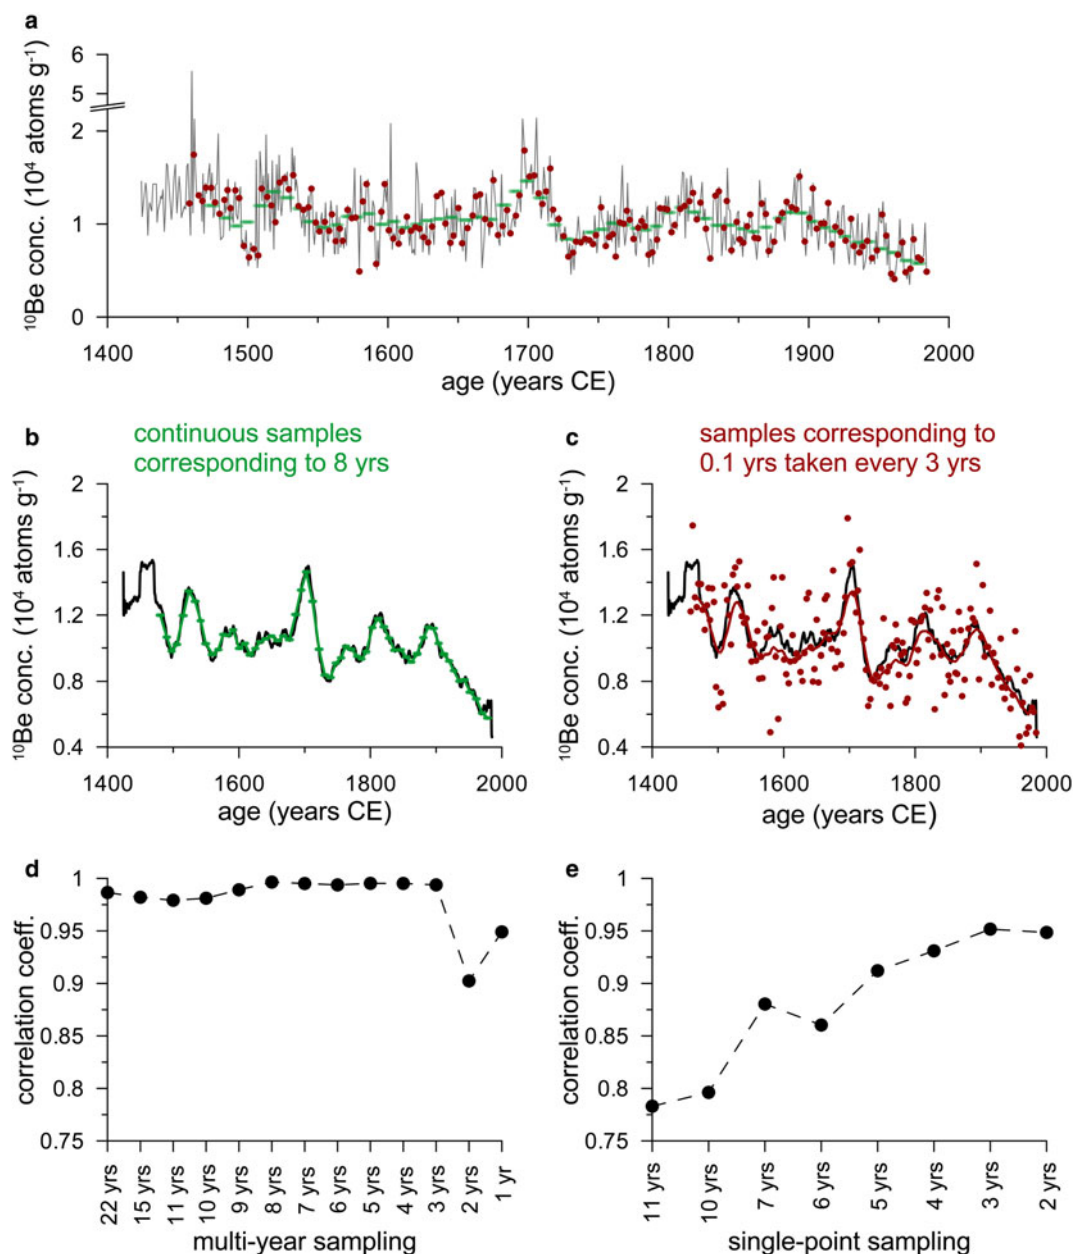 a
6
5
2
1
0
¹⁰Be conc. (10⁴ atoms g⁻¹)
1400 1500 1600 1700 1800 1900 2000
age (years CE)
b
continuous samples
corresponding to 8 yrs
2
1.6
1.2
0.8
0.4
¹⁰Be conc. (10⁴ atoms g⁻¹)
1400 1600 1800 2000
age (years CE)
c
samples corresponding to
0.1 yrs taken every 3 yrs
2
1.6
1.2
0.8
0.4
¹⁰Be conc. (10⁴ atoms g⁻¹)
1400 1600 1800 2000
age (years CE)
d
1
0.95
0.9
0.85
0.8
0.75
correlation coeff.
22 yrs
15 yrs
11 yrs
10 yrs
9 yrs
8 yrs
7 yrs
6 yrs
5 yrs
4 yrs
3 yrs
2 yrs
1 yr
multi-year sampling
e
1
0.95
0.9
0.85
0.8
0.75
correlation coeff.
11 yrs
10 yrs
7 yrs
6 yrs
5 yrs
4 yrs
3 yrs
2 yrs
single-point sampling